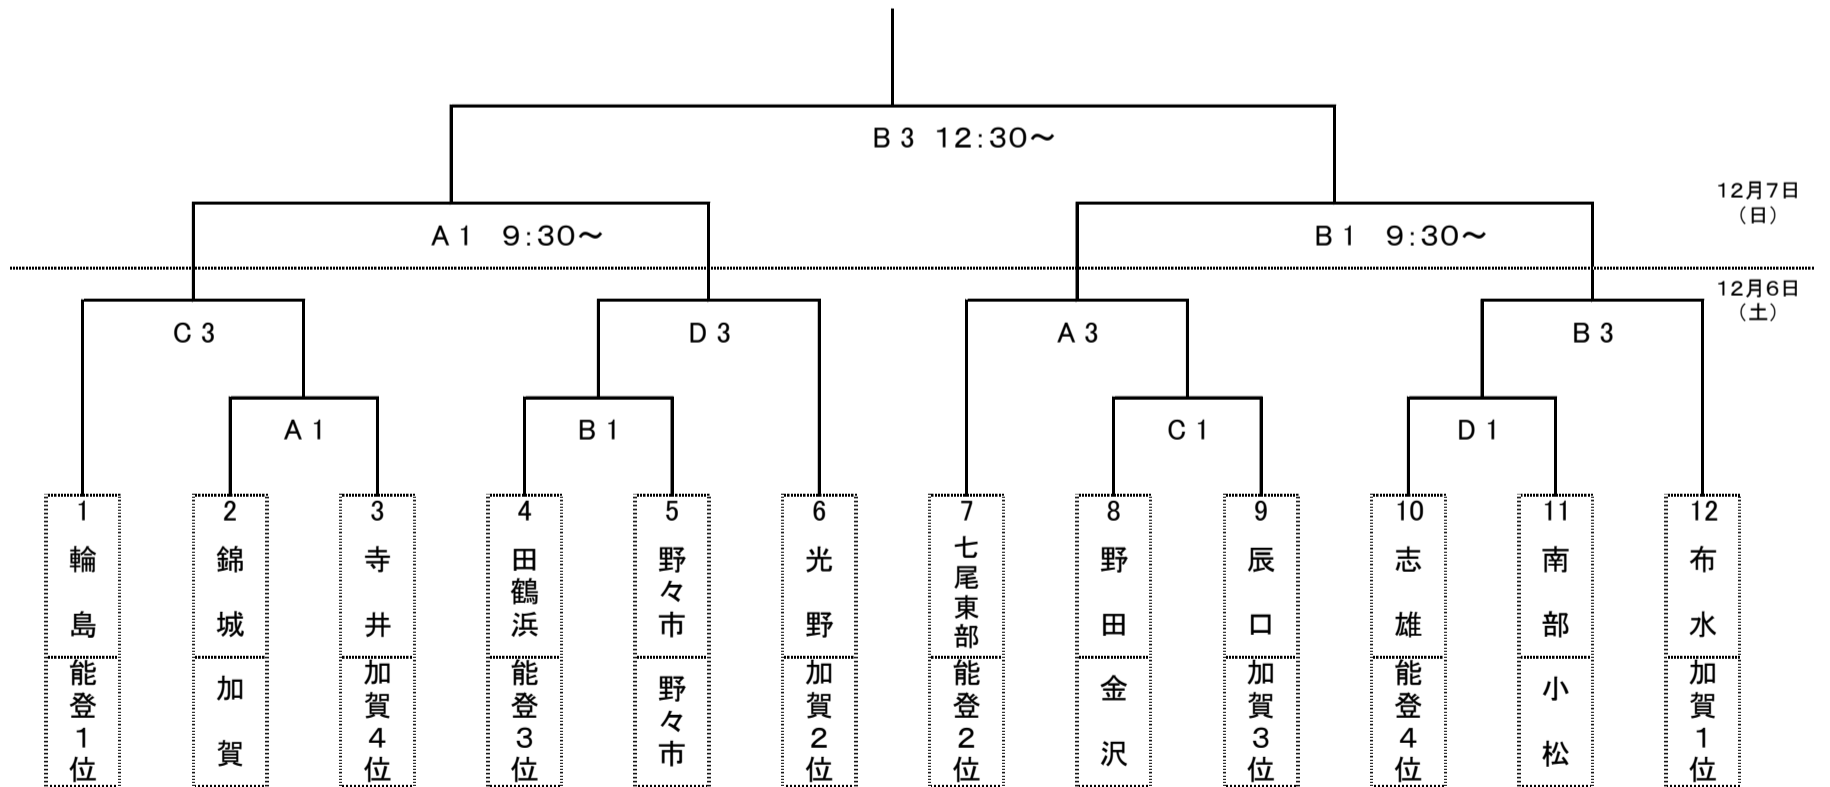 B3 12:30~
12月7日
(日)
A1 9:30~
B1 9:30~
12月6日
(土)
C3
D3
A3
B3
A1
B1
C1
D1
1
輪島
能登1位
2
錦城
加賀
3
寺井
加賀4位
4
田鶴浜
能登3位
5
野々市
野々市
6
光野
加賀2位
7
七尾東部
能登2位
8
野田
金沢
9
辰口
加賀3位
10
志雄
能登4位
11
南部
小松
12
布水
加賀1位